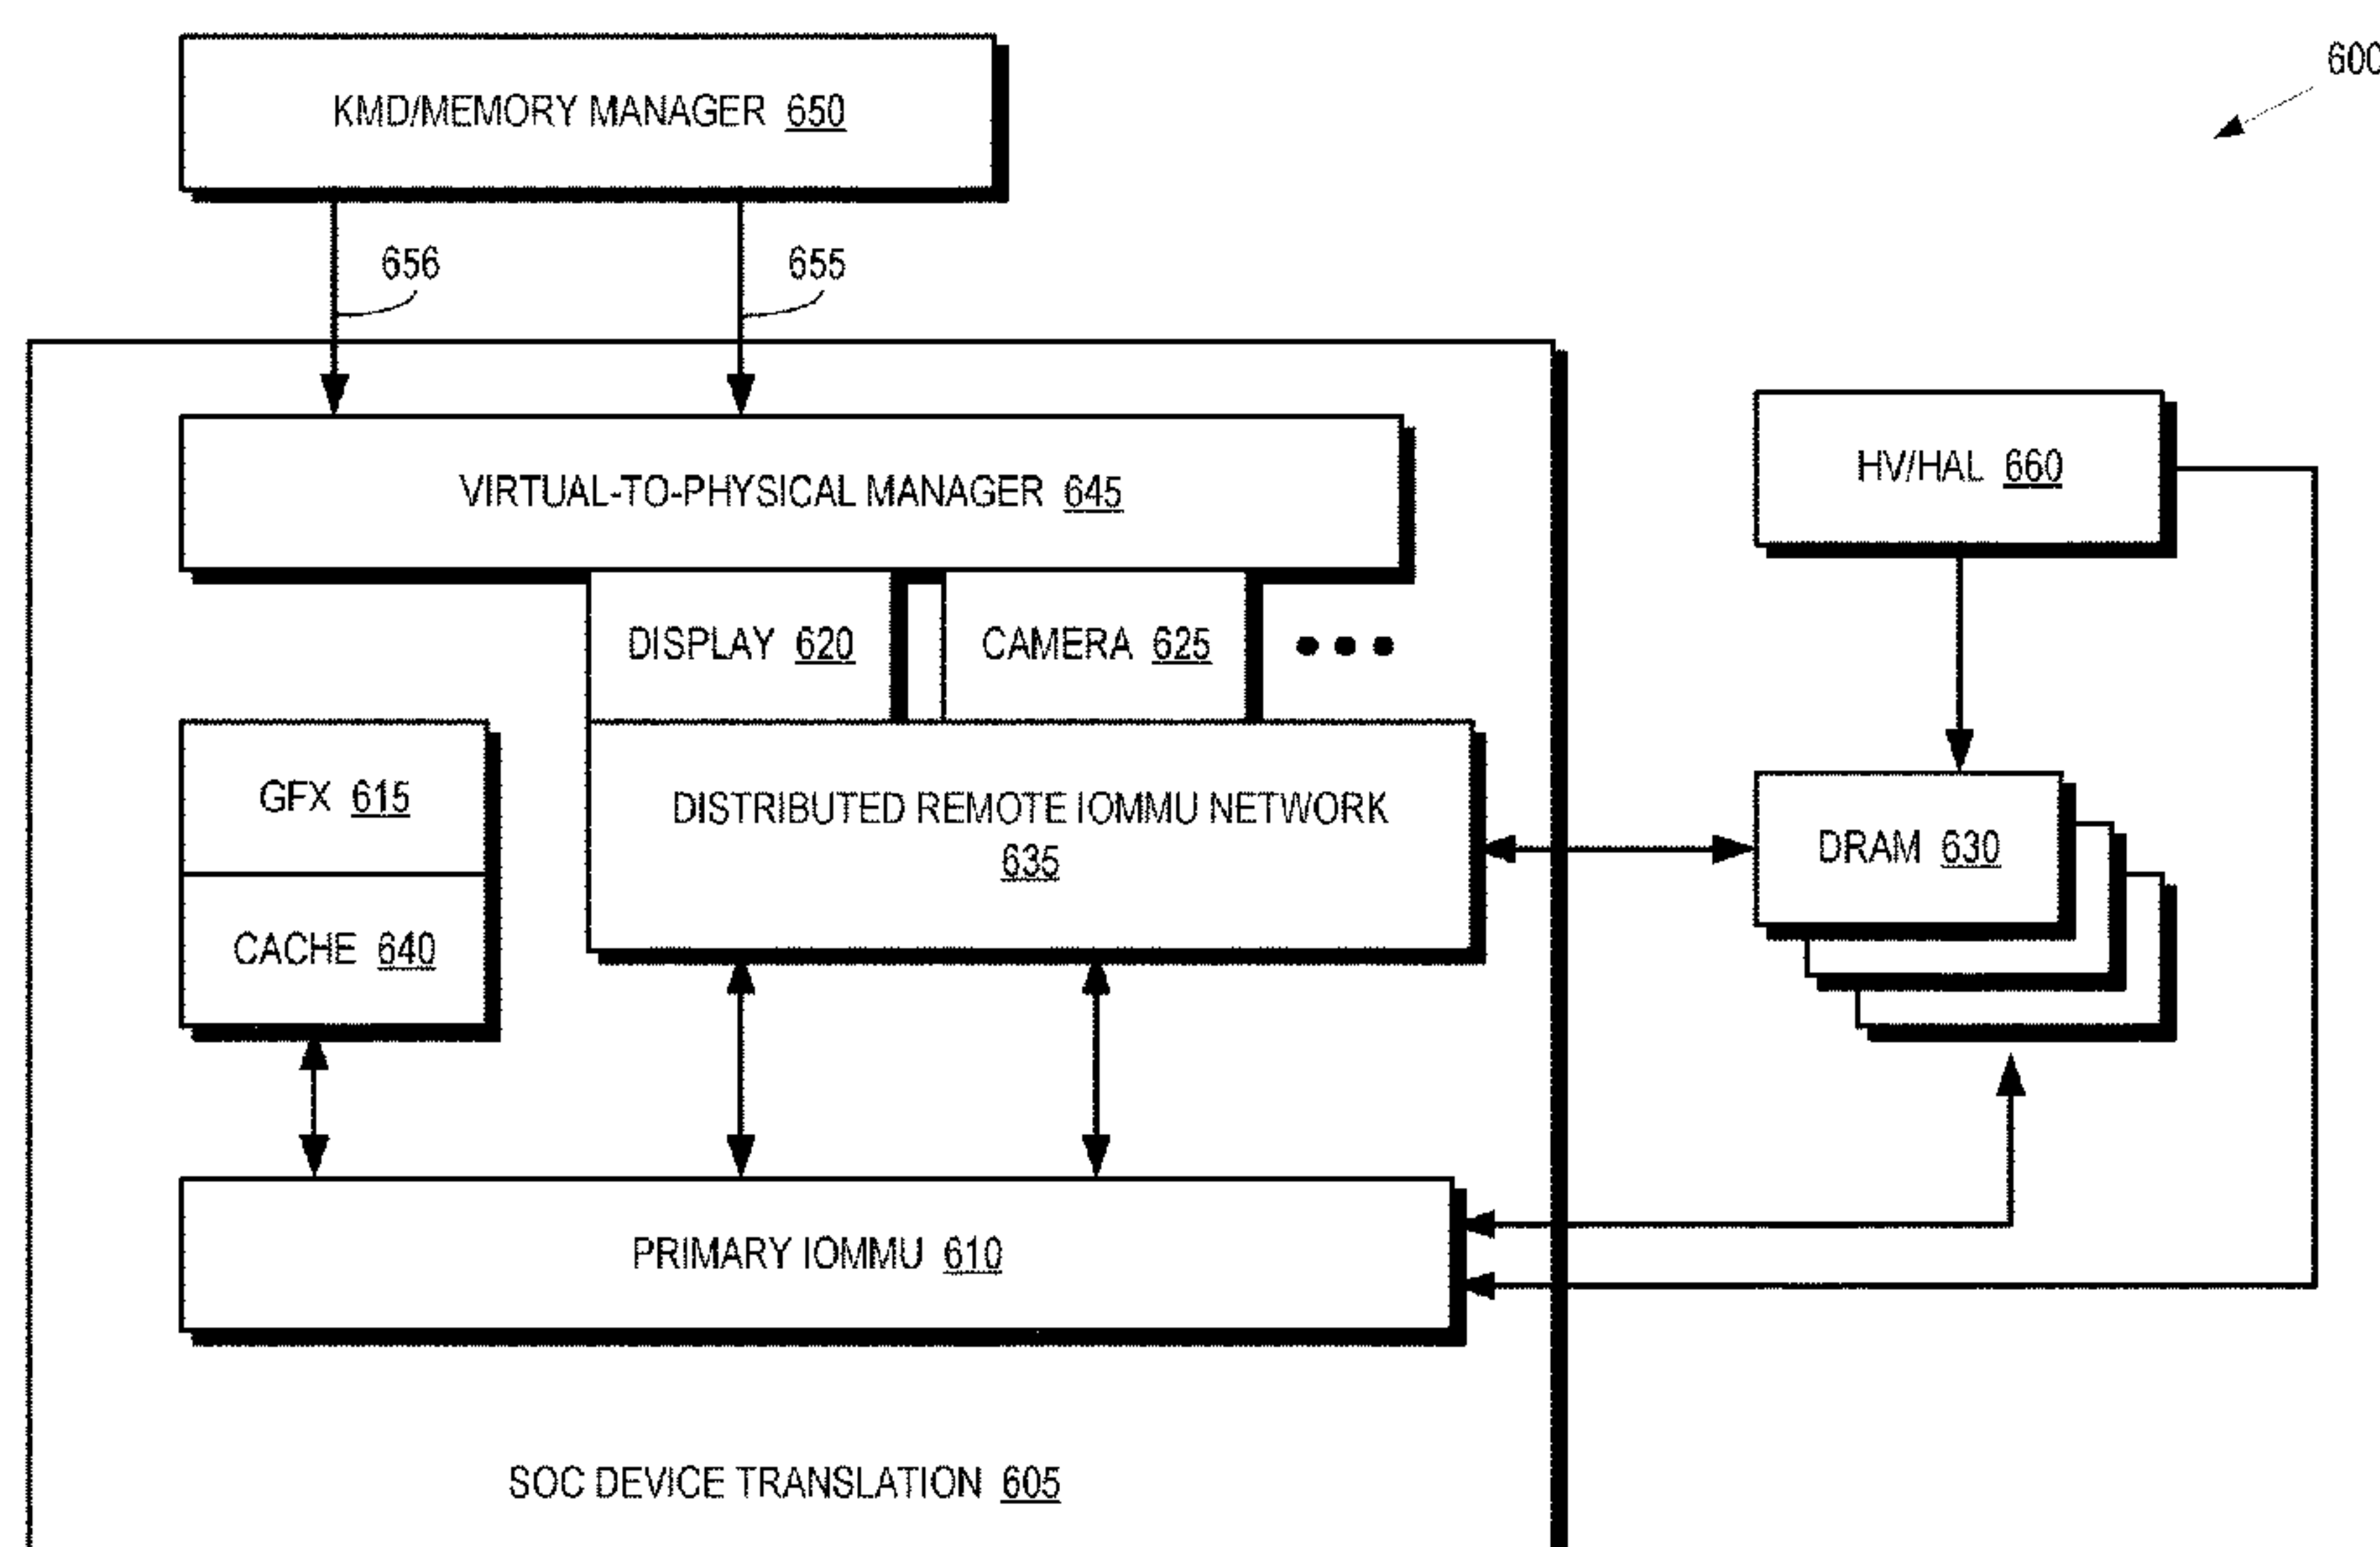 600
KMD/MEMORY MANAGER 650
656
655
VIRTUAL-TO-PHYSICAL MANAGER 645
HV/HAL 660
DISPLAY 620
CAMERA 625
GFX 615
DISTRIBUTED REMOTE IOMMU NETWORK
635
DRAM 630
CACHE 640
PRIMARY IOMMU 610
SOC DEVICE TRANSLATION 605